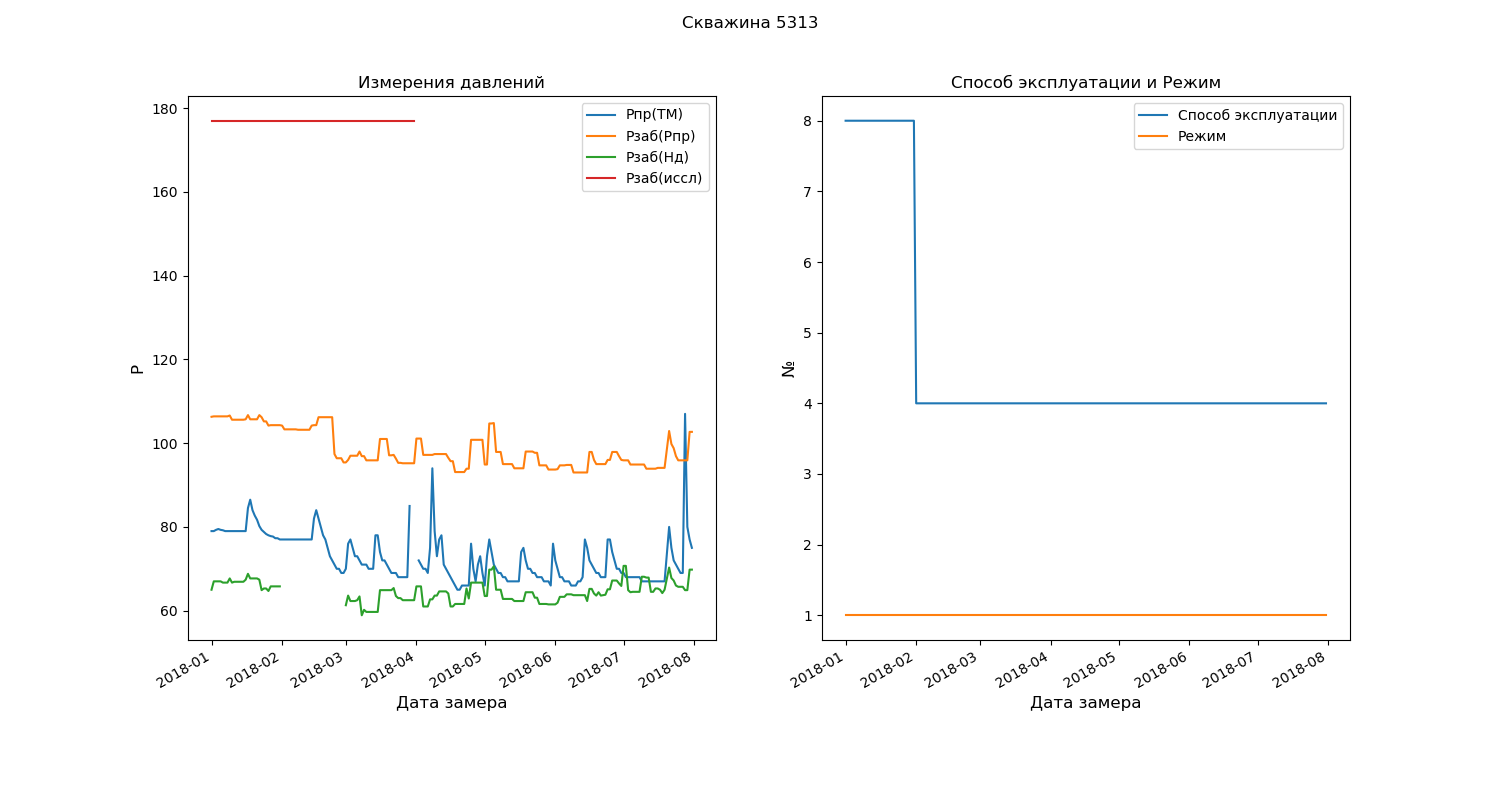 Скважина 5313
Измерения давлений
180
160
140
120
100
80
60
P
Рпр(ТМ)
Рзаб(Рпр)
Рзаб(Нд)
Рзаб(иссл)
2018-01
2018-02
2018-03
2018-04
2018-05
2018-06
2018-07
2018-08
Дата замера
Способ эксплуатации и Режим
8
7
6
5
4
3
2
1
№
Способ эксплуатации
Режим
2018-01
2018-02
2018-03
2018-04
2018-05
2018-06
2018-07
2018-08
Дата замера